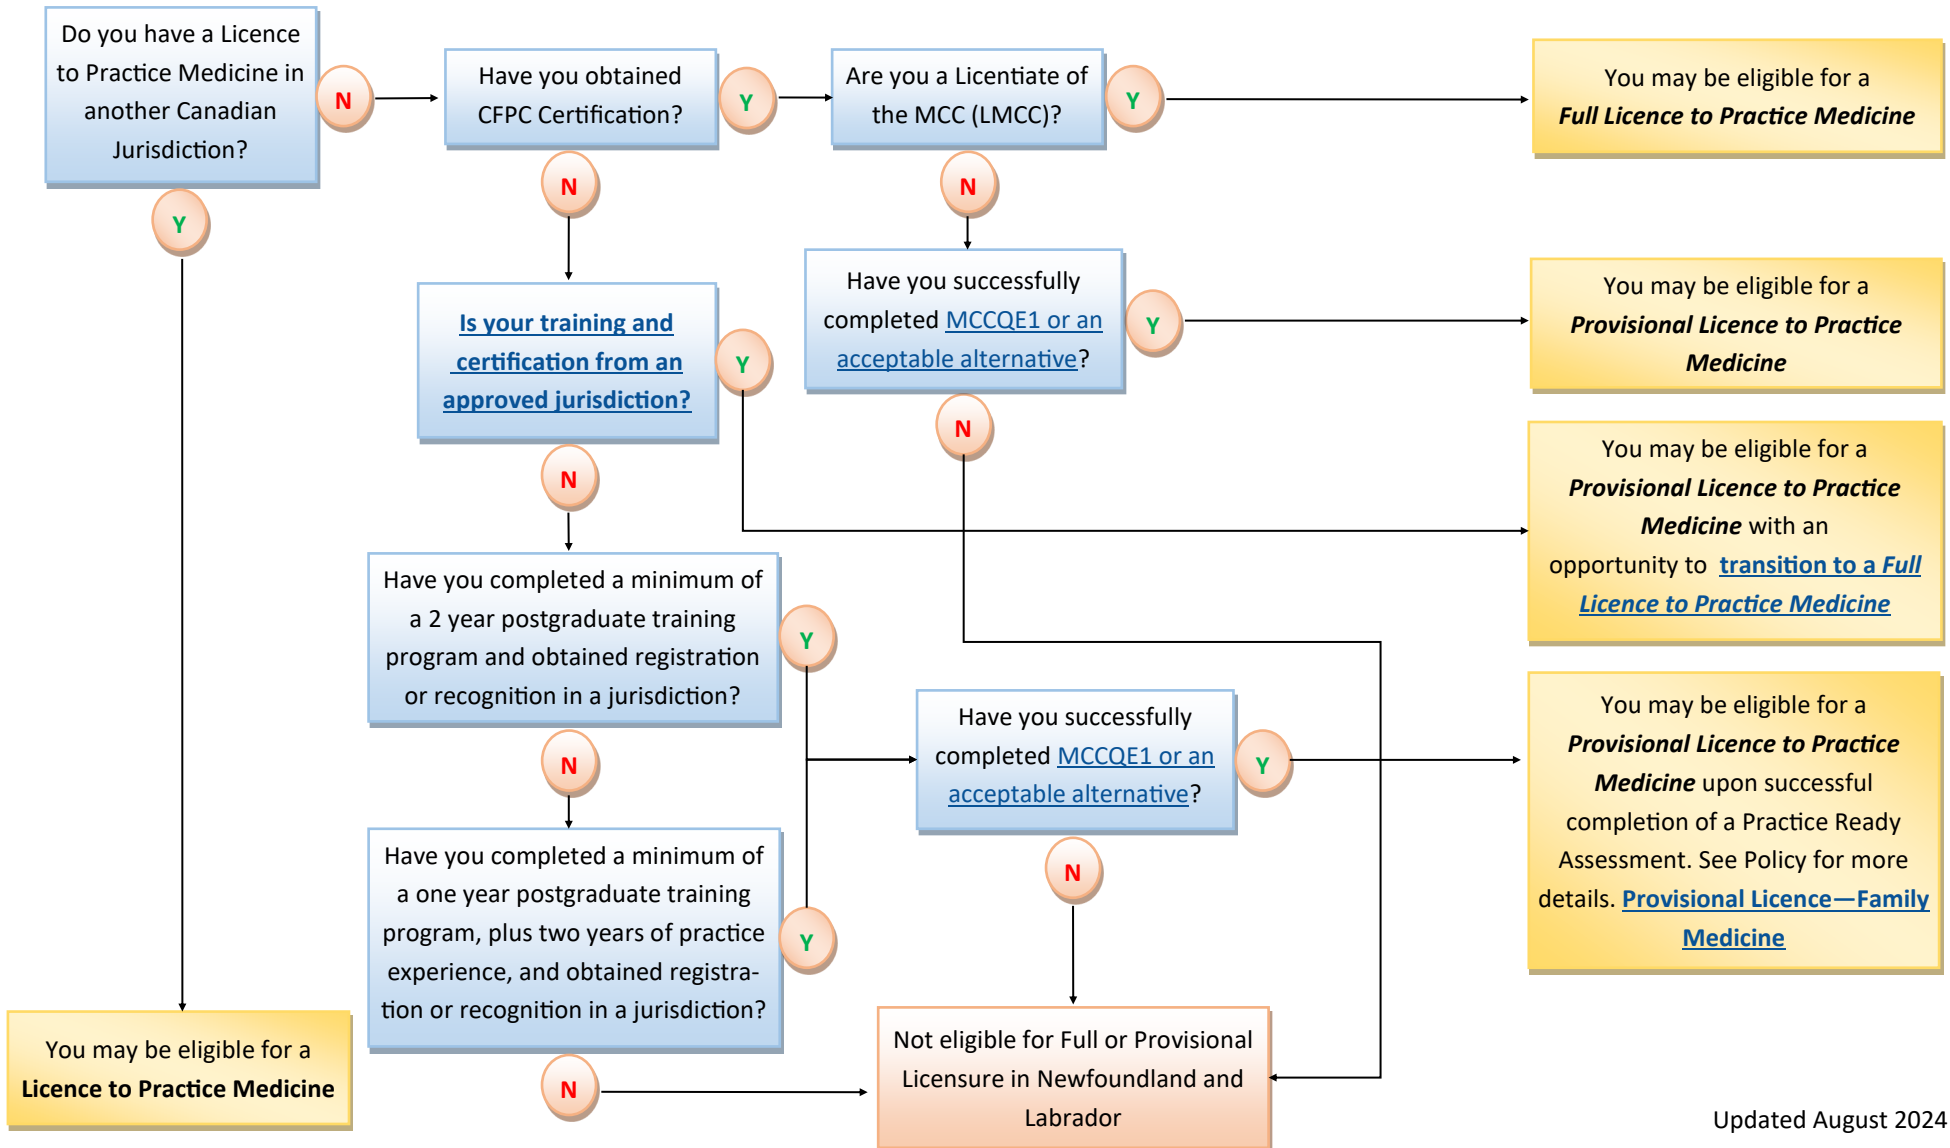 Do you have a Licence
to Practice Medicine in
another Canadian
Jurisdiction?
N
Y
Have you obtained
CFPC Certification?
Y
N
Are you a Licentiate of
the MCC (LMCC)?
Y
N
You may be eligible for a
Full Licence to Practice Medicine
Have you successfully
completed MCCQE1 or an
acceptable alternative?
Y
N
You may be eligible for a
Provisional Licence to Practice
Medicine
Is your training and
certification from an
approved jurisdiction?
Y
N
You may be eligible for a
Provisional Licence to Practice
Medicine with an
opportunity to transition to a Full
Licence to Practice Medicine
Have you completed a minimum of
a 2 year postgraduate training
program and obtained registration
or recognition in a jurisdiction?
Y
N
Have you successfully
completed MCCQE1 or an
acceptable alternative?
Y
N
You may be eligible for a
Provisional Licence to Practice
Medicine upon successful
completion of a Practice Ready
Assessment. See Policy for more
details. Provisional Licence—Family
Medicine
Have you completed a minimum of
a one year postgraduate training
program, plus two years of practice
experience, and obtained registra-
tion or recognition in a jurisdiction?
Y
N
You may be eligible for a
Licence to Practice Medicine
Not eligible for Full or Provisional
Licensure in Newfoundland and
Labrador
Updated August 2024